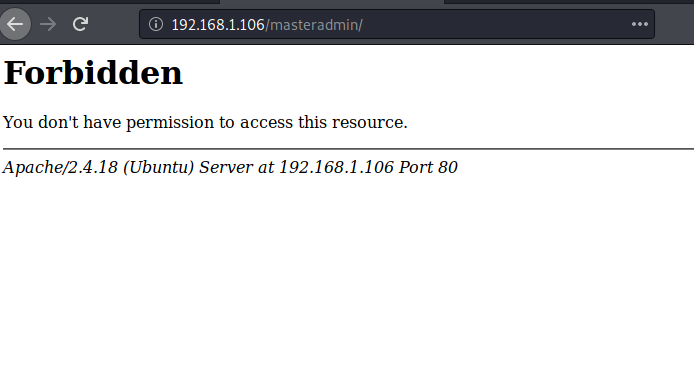 192.168.1.106/masteradmin/
Forbidden
You don't have permission to access this resource.
Apache/2.4.18 (Ubuntu) Server at 192.168.1.106 Port 80